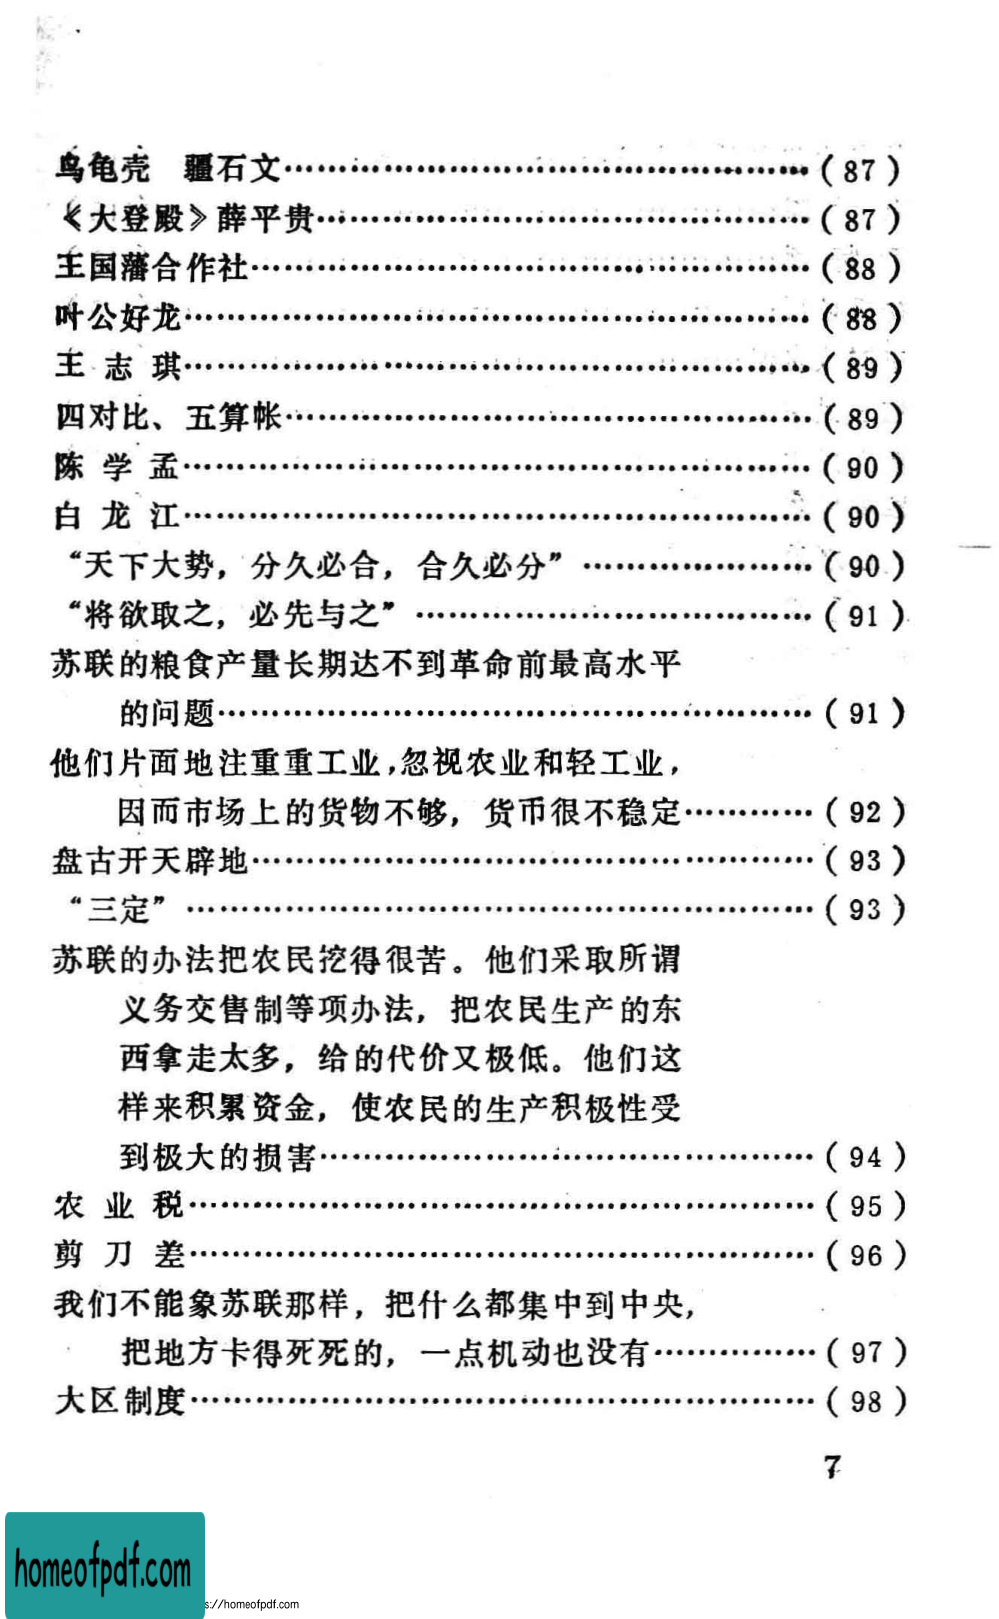 乌龟壳　疆石文……………………………………………(87)
《大登殿》薛平贵…………………………………………(87)
王国藩合作社………………………………………………(88)
叶公好龙……………………………………………………(88)
王 志 琪……………………………………………………(89)
四对比、五算帐……………………………………………(89)
陈 学 孟……………………………………………………(90)
白 龙 江……………………………………………………(90)
“天下大势，分久必合，合久必分” …………………(90)
“将欲取之，必先与之” ………………………………(91)
苏联的粮食产量长期达不到革命前最高水平
的问题…………………………………………………(91)
他们片面地注重重工业，忽视农业和轻工业，
因而市场上的货物不够，货币很不稳定…………(92)
盘古开天辟地………………………………………………(93)
“三定” ……………………………………………………(93)
苏联的办法把农民挖得很苦。他们采取所谓
义务交售制等项办法，把农民生产的东
西拿走太多，给的代价又极低。他们这
样来积累资金，使农民的生产积极性受
到极大的损害…………………………………………(94)
农 业 税……………………………………………………(95)
剪 刀 差……………………………………………………(96)
我们不能象苏联那样，把什么都集中到中央，
把地方卡得死死的，一点机动也没有……………(97)
大区制度……………………………………………………(98)
7
homeofpdf.com
s://homeofpdf.com